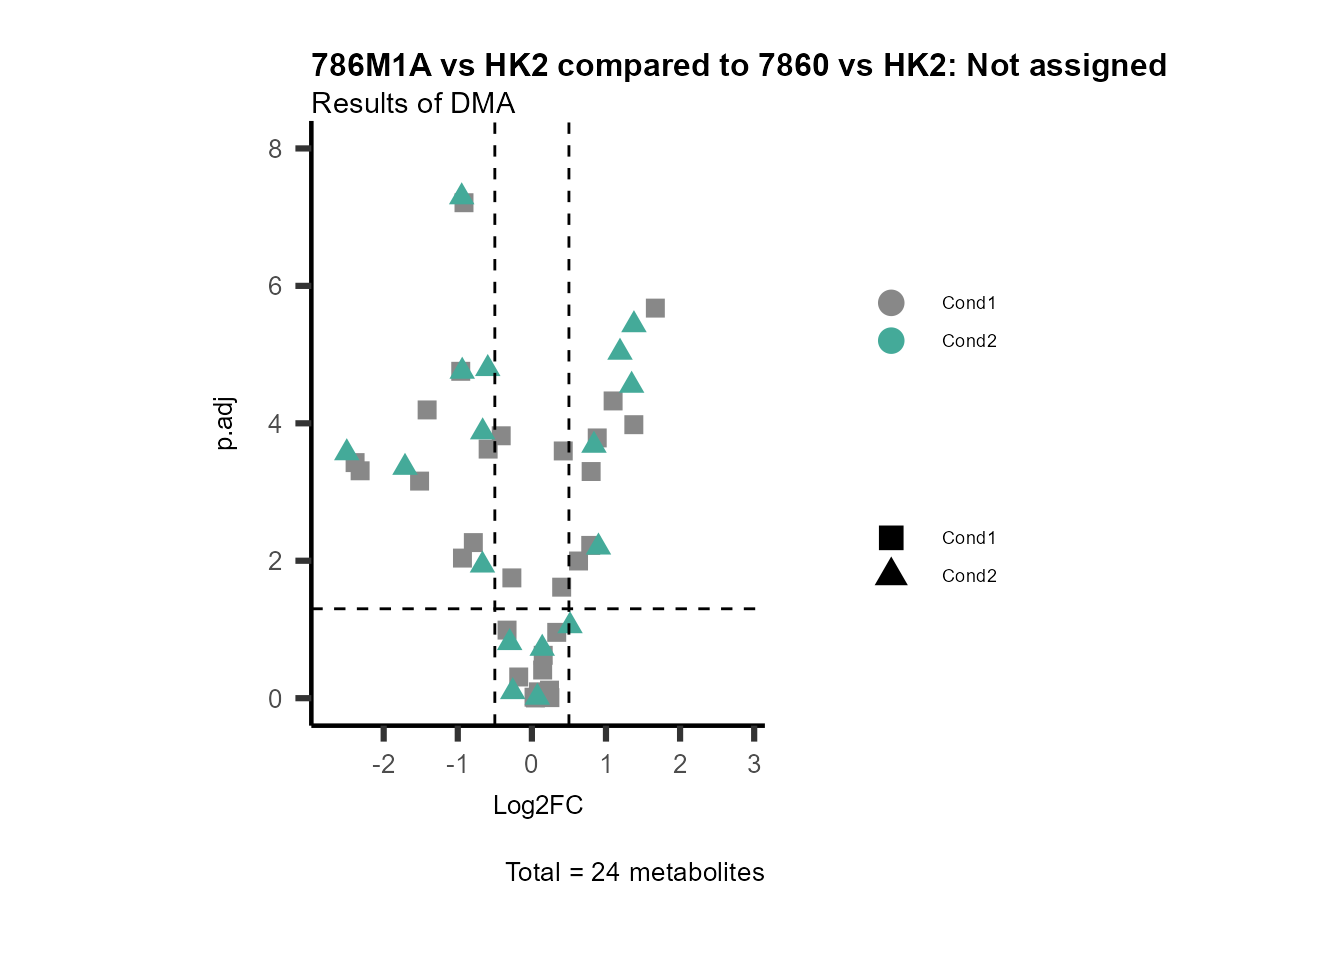 786M1A vs HK2 compared to 7860 vs HK2: Not assigned
Results of DMA
8
6
4
2
0
p.adj
-2 -1 0 1 2 3
Log2FC
Total = 24 metabolites
Cond1
Cond2
Cond1
Cond2